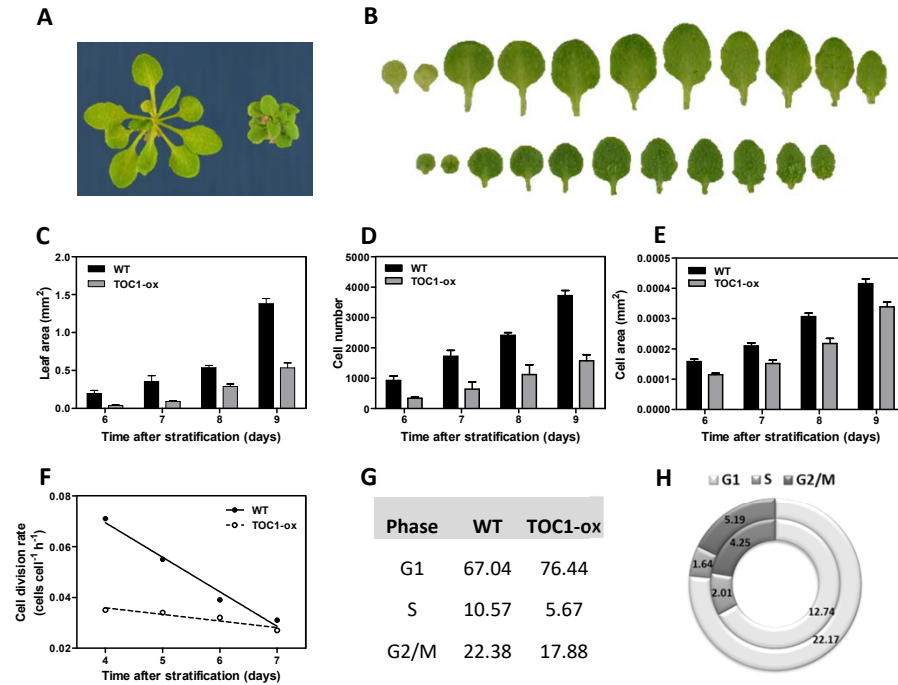 A
B
C
WT
TOC1-ox
Leaf area (mm²)
2.0
1.5
1.0
0.5
0.0
6 7 8 9
Time after stratification (days)
D
WT
TOC1-ox
Cell number
5000
4000
3000
2000
1000
0
6 7 8 9
Time after stratification (days)
E
WT
TOC1-ox
Cell area (mm²)
0.0005
0.0004
0.0003
0.0002
0.0001
0.0000
6 7 8 9
Time after stratification (days)
F
WT
TOC1-ox
Cell division rate
(cells cell⁻¹ h⁻¹)
0.08
0.06
0.04
0.02
4 5 6 7
Time after stratification (days)
G
Phase WT TOC1-ox
G1 67.04 76.44
S 10.57 5.67
G2/M 22.38 17.88
H
G1 S G2/M
5.19
4.25
1.64
2.01
12.74
22.17